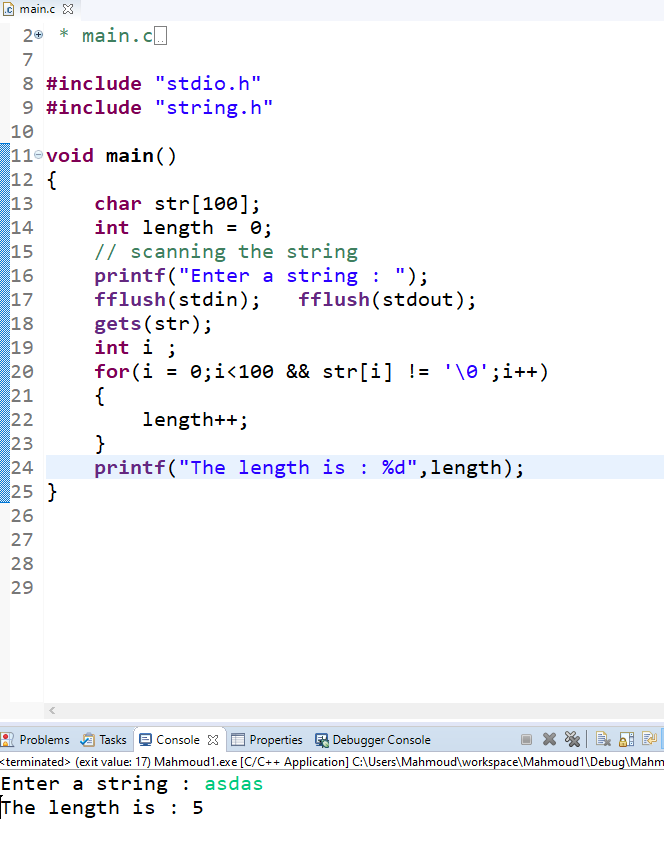 main.c
2 * main.c
7
8 #include "stdio.h"
9 #include "string.h"
10
11 void main()
12 {
13     char str[100];
14     int length = 0;
15     // scanning the string
16     printf("Enter a string : ");
17     fflush(stdin);   fflush(stdout);
18     gets(str);
19     int i ;
20     for(i = 0;i<100 && str[i] != '\0';i++)
21     {
22         length++;
23     }
24     printf("The length is : %d",length);
25 }
26
27
28
29
Problems Tasks Console Properties Debugger Console
<terminated> (exit value: 17) Mahmoud1.exe [C/C++ Application] C:\Users\Mahmoud\workspace\Mahmoud1\Debug\Mahm
Enter a string : asdas
The length is : 5